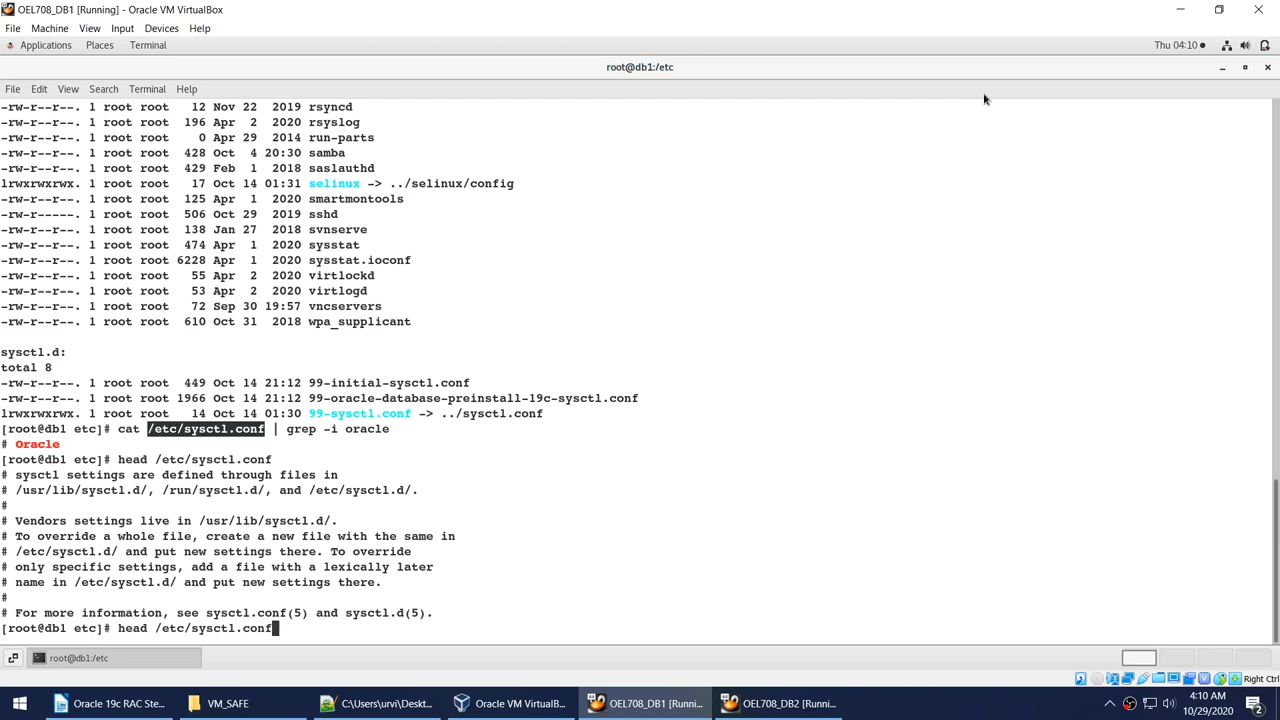 OEL708_DB1 [Running] - Oracle VM VirtualBox
File Machine View Input Devices Help
Applications Places Terminal Thu 04:10
root@db1:/etc
File Edit View Search Terminal Help
-rw-r--r--. 1 root root 12 Nov 22 2019 rsyncd
-rw-r--r--. 1 root root 196 Apr 2 2020 rsyslog
-rw-r--r--. 1 root root 0 Apr 29 2014 run-parts
-rw-r--r--. 1 root root 428 Oct 4 20:30 samba
-rw-r--r--. 1 root root 429 Feb 1 2018 saslauthd
lrwxrwxrwx. 1 root root 17 Oct 14 01:31 selinux -> ../selinux/config
-rw-r--r--. 1 root root 125 Apr 1 2020 smartmontools
-rw-r-----. 1 root root 506 Oct 29 2019 sshd
-rw-r--r--. 1 root root 138 Jan 27 2018 svnserve
-rw-r--r--. 1 root root 474 Apr 1 2020 sysstat
-rw-r--r--. 1 root root 6228 Apr 1 2020 sysstat.ioconf
-rw-r--r--. 1 root root 55 Apr 2 2020 virtlockd
-rw-r--r--. 1 root root 53 Apr 2 2020 virtlogd
-rw-r--r--. 1 root root 72 Sep 30 19:57 vncservers
-rw-r--r--. 1 root root 610 Oct 31 2018 wpa_supplicant
sysctl.d:
total 8
-rw-r--r--. 1 root root 449 Oct 14 21:12 99-initial-sysctl.conf
-rw-r--r--. 1 root root 1966 Oct 14 21:12 99-oracle-database-preinstall-19c-sysctl.conf
lrwxrwxrwx. 1 root root 14 Oct 14 01:30 99-sysctl.conf -> ../sysctl.conf
[root@db1 etc]# cat /etc/sysctl.conf | grep -i oracle
# Oracle
[root@db1 etc]# head /etc/sysctl.conf
# sysctl settings are defined through files in
# /usr/lib/sysctl.d/, /run/sysctl.d/, and /etc/sysctl.d/.
#
# Vendors settings live in /usr/lib/sysctl.d/.
# To override a whole file, create a new file with the same in
# /etc/sysctl.d/ and put new settings there. To override
# only specific settings, add a file with a lexically later
# name in /etc/sysctl.d/ and put new settings there.
#
# For more information, see sysctl.conf(5) and sysctl.d(5).
[root@db1 etc]# head /etc/sysctl.conf
root@db1:/etc
Right Ctrl
Oracle 19c RAC Ste... VM_SAFE C:\Users\urvi\Deskt... Oracle VM VirtualB... OEL708_DB1 [Runni... OEL708_DB2 [Runni... 4:10 AM
10/29/2020 2